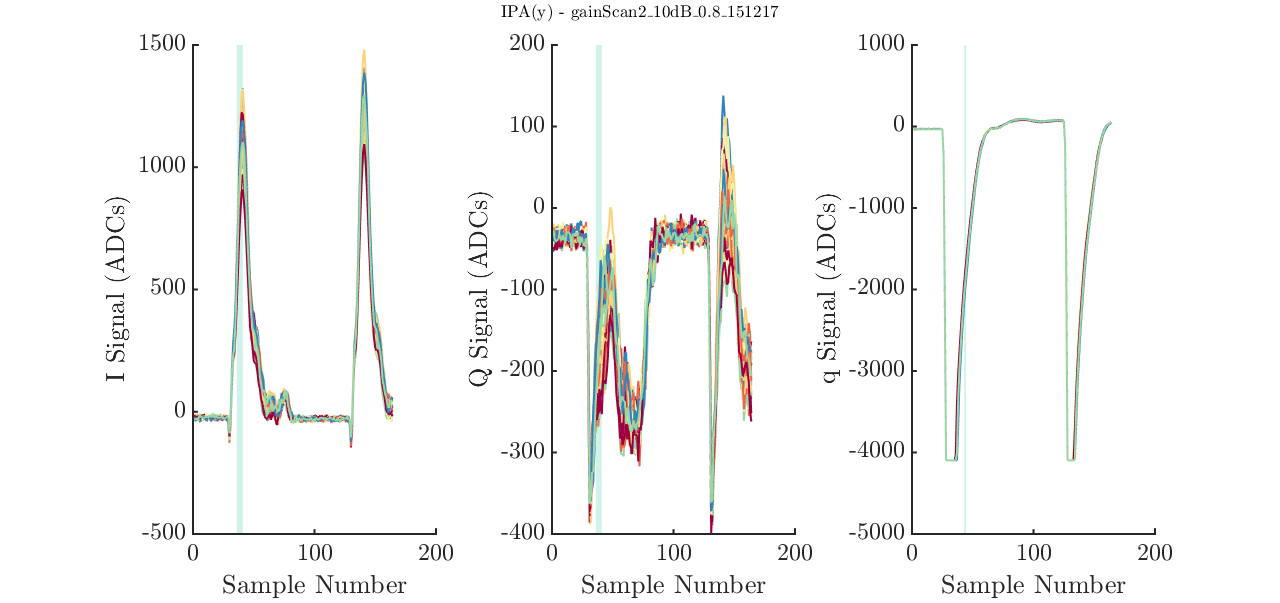 IPA(y) - gainScan2_10dB_0.8_151217
1500
1000
500
0
-500
0 100 200
I Signal (ADCs)
Sample Number
200
100
0
-100
-200
-300
-400
0 100 200
Q Signal (ADCs)
Sample Number
1000
0
-1000
-2000
-3000
-4000
-5000
0 100 200
q Signal (ADCs)
Sample Number